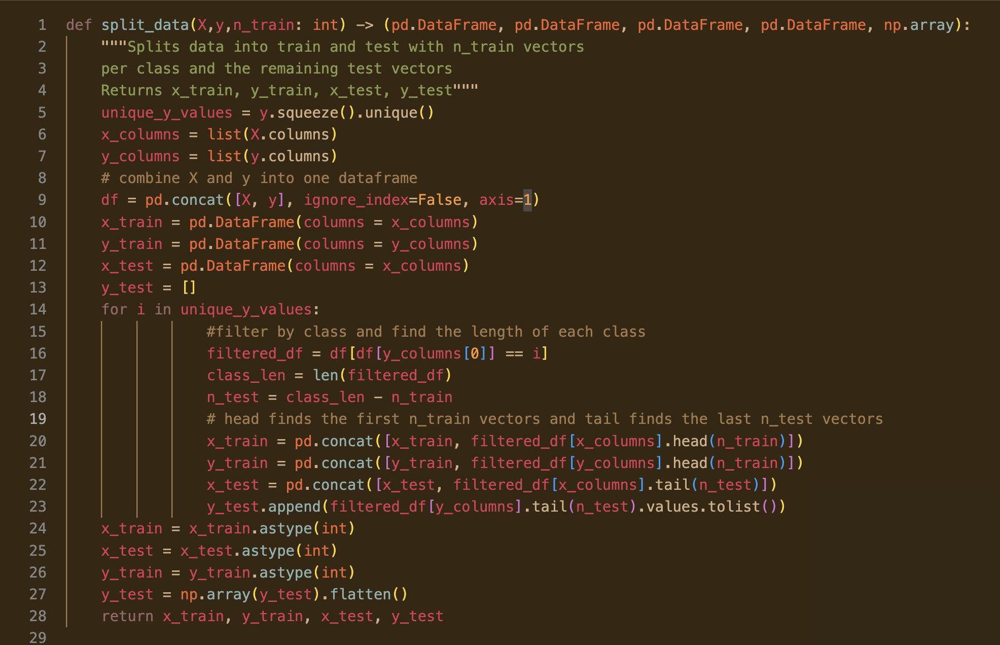 1 def split_data(X,y,n_train: int) -> (pd.DataFrame, pd.DataFrame, pd.DataFrame, pd.DataFrame, np.array):
2     """Splits data into train and test with n_train vectors
3     per class and the remaining test vectors
4     Returns x_train, y_train, x_test, y_test"""
5     unique_y_values = y.squeeze().unique()
6     x_columns = list(X.columns)
7     y_columns = list(y.columns)
8     # combine X and y into one dataframe
9     df = pd.concat([X, y], ignore_index=False, axis=1)
10     x_train = pd.DataFrame(columns = x_columns)
11     y_train = pd.DataFrame(columns = y_columns)
12     x_test = pd.DataFrame(columns = x_columns)
13     y_test = []
14     for i in unique_y_values:
15                 #filter by class and find the length of each class
16                 filtered_df = df[df[y_columns[0]] == i]
17                 class_len = len(filtered_df)
18                 n_test = class_len - n_train
19                 # head finds the first n_train vectors and tail finds the last n_test vectors
20                 x_train = pd.concat([x_train, filtered_df[x_columns].head(n_train)])
21                 y_train = pd.concat([y_train, filtered_df[y_columns].head(n_train)])
22                 x_test = pd.concat([x_test, filtered_df[x_columns].tail(n_test)])
23                 y_test.append(filtered_df[y_columns].tail(n_test).values.tolist())
24     x_train = x_train.astype(int)
25     x_test = x_test.astype(int)
26     y_train = y_train.astype(int)
27     y_test = np.array(y_test).flatten()
28     return x_train, y_train, x_test, y_test
29